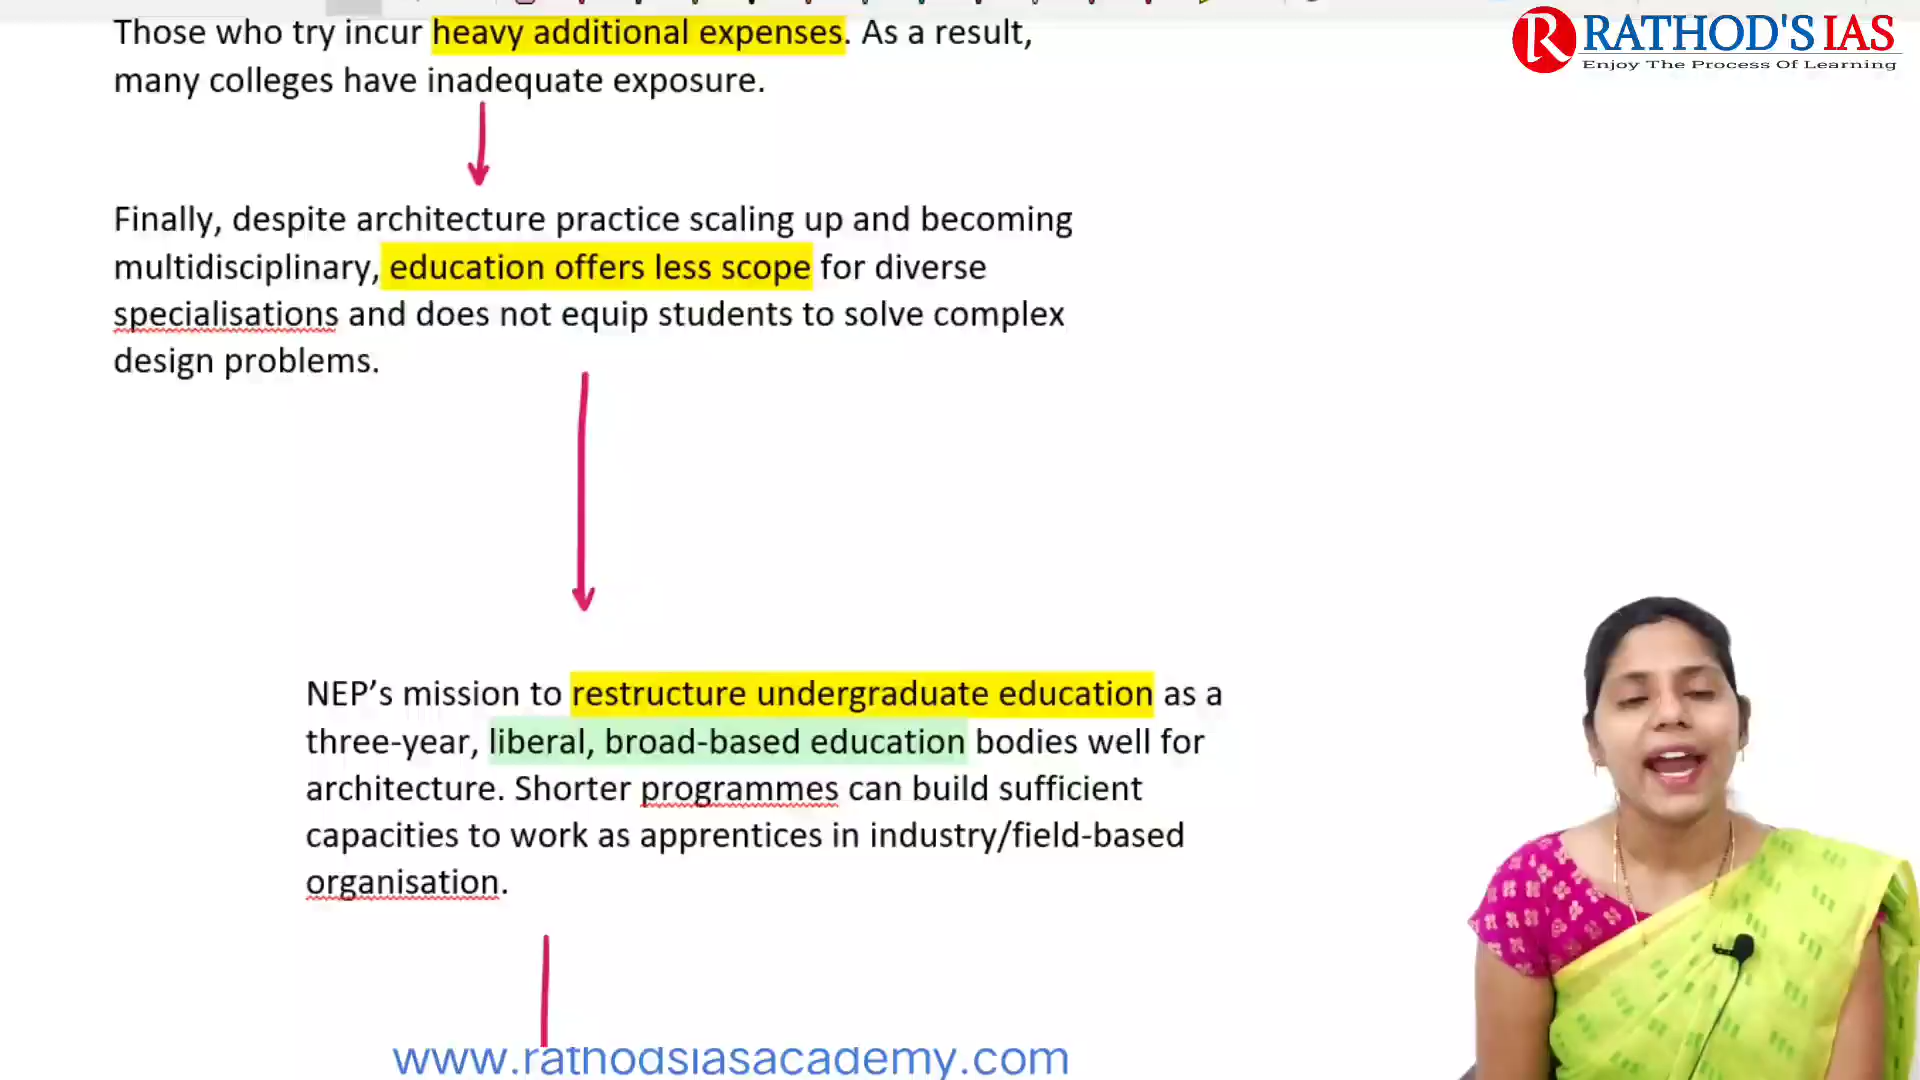 Those who try incur heavy additional expenses. As a result,
many colleges have inadequate exposure.
RATHOD'S IAS
Enjoy The Process Of Learning
Finally, despite architecture practice scaling up and becoming
multidisciplinary, education offers less scope for diverse
specialisations and does not equip students to solve complex
design problems.
NEP’s mission to restructure undergraduate education as a
three-year, liberal, broad-based education bodies well for
architecture. Shorter programmes can build sufficient
capacities to work as apprentices in industry/field-based
organisation.
www.rathodsiasacademy.com